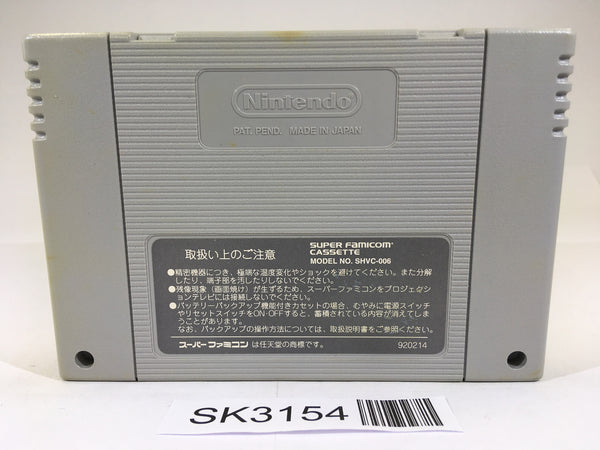 Nintendo
PAT. PEND. MADE IN JAPAN
取扱い上のご注意
SUPER FAMICOM
CASSETTE
MODEL NO. SHVC-006
●精密機器につき、極端な温度変化やショックを避けてください。また分解
したり、端子部を汚したりしないでください。
●残像現象（画面焼け）が生ずるため、スーパーファミコンをプロジェク
ションテレビには接続しないでください。
●バッテリーバックアップ機能付きカセットの場合、むやみに電源スイッチ
やリセットスイッチをON・OFFすると、蓄積されている内容が消えてしま
うことがあります。
なお、バックアップの操作方法については、取扱説明書をご参照ください。
スーパーファミコン は任天堂の商標です。
920214
SK3154